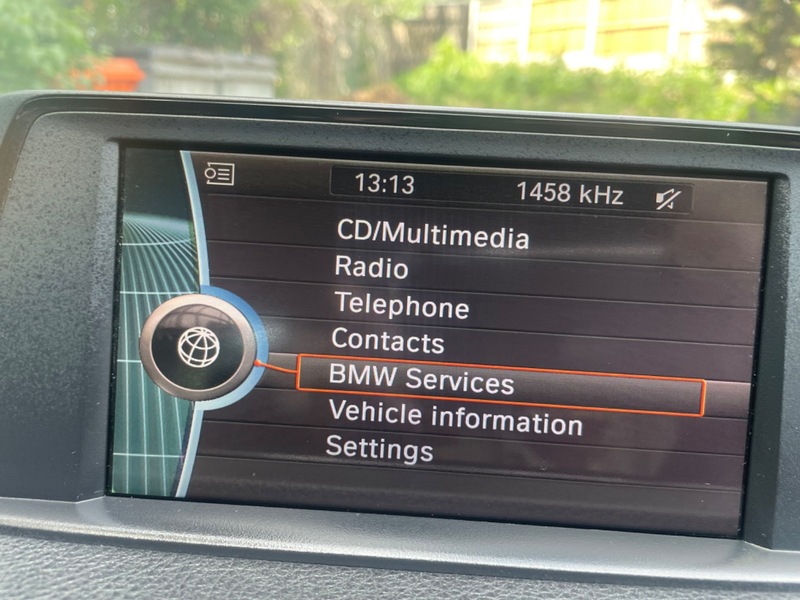 13:13 1458 kHz
CD/Multimedia
Radio
Telephone
Contacts
BMW Services
Vehicle information
Settings